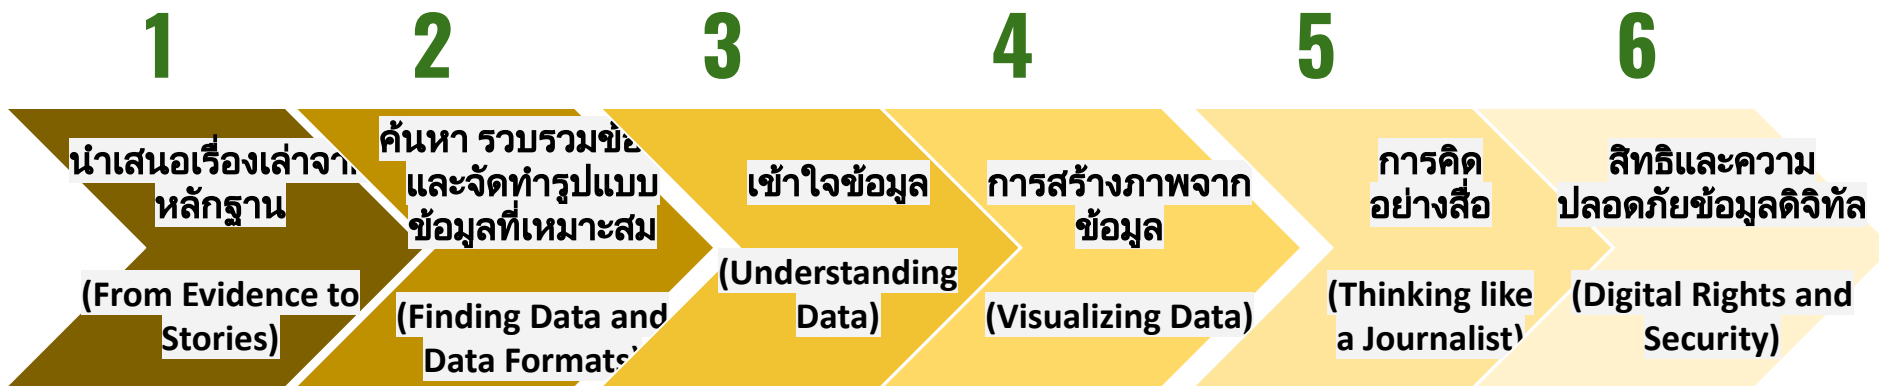 1
นำเสนอเรื่องเล่าจาก
หลักฐาน
(From Evidence to
Stories)
2
ค้นหา รวบรวมข้อ
และจัดทำรูปแบบ
ข้อมูลที่เหมาะสม
(Finding Data and
Data Formats)
3
เข้าใจข้อมูล
(Understanding
Data)
4
การสร้างภาพจาก
ข้อมูล
(Visualizing Data)
5
การคิด
อย่างสื่อ
(Thinking like
a Journalist)
6
สิทธิและความ
ปลอดภัยข้อมูลดิจิทัล
(Digital Rights and
Security)